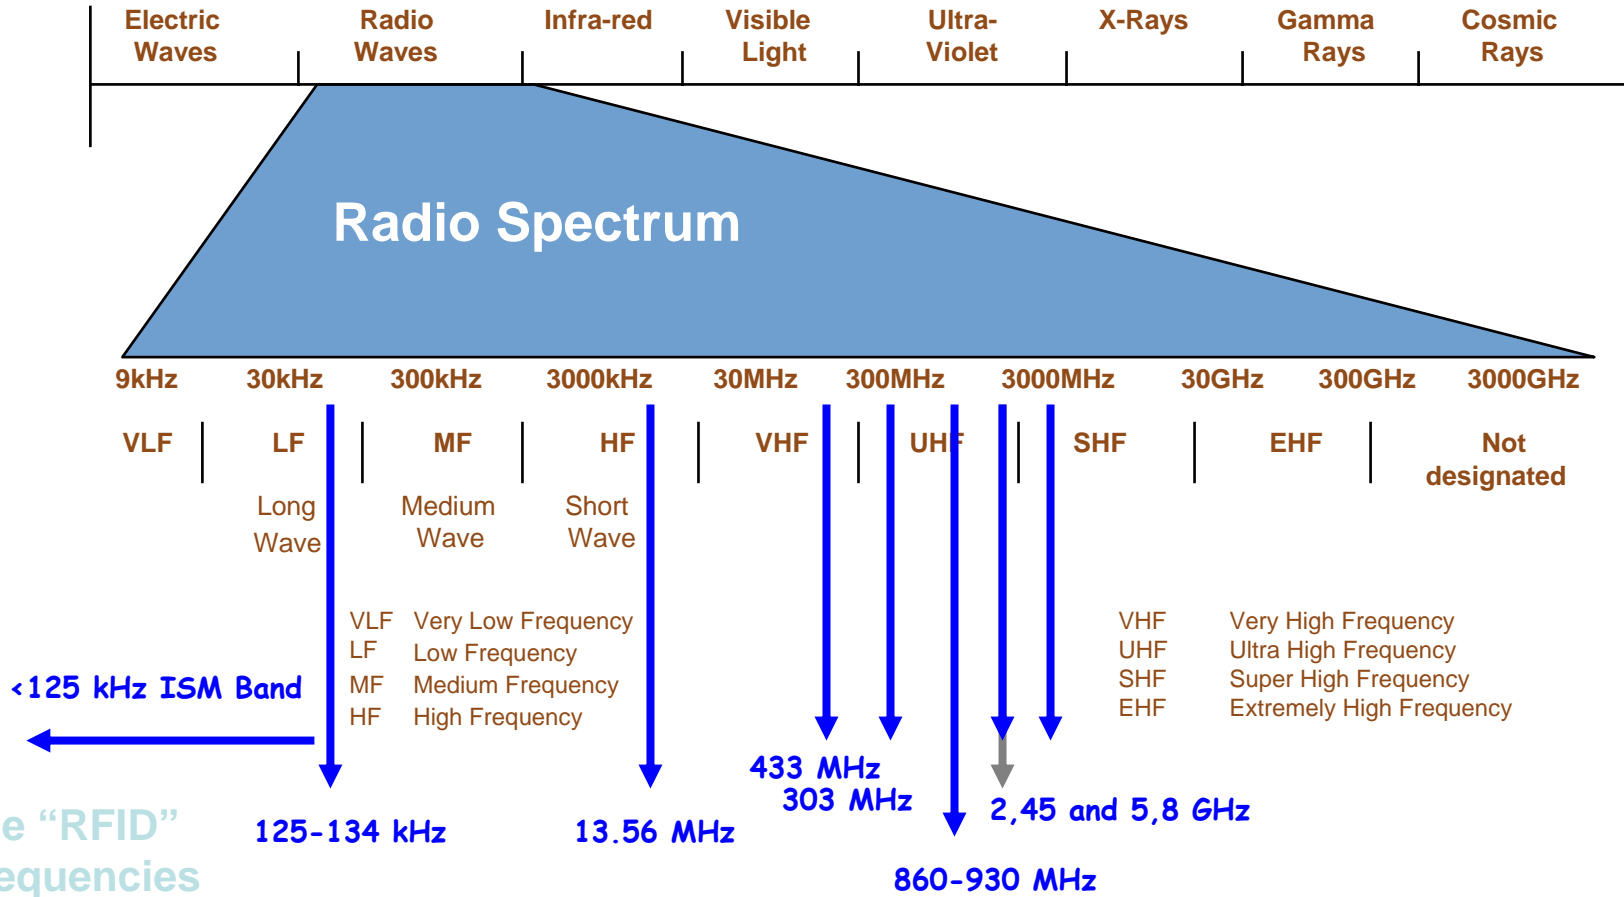 Electric Radio Infra-red Visible Ultra- X-Rays Gamma Cosmic
Waves Waves Light Violet Rays Rays
Radio Spectrum
9kHz 30kHz 300kHz 3000kHz 30MHz 300MHz 3000MHz 30GHz 300GHz 3000GHz
VLF LF MF HF VHF UHF SHF EHF Not
designated
Long Medium Short
Wave Wave Wave
VLF Very Low Frequency
LF Low Frequency
MF Medium Frequency
HF High Frequency
VHF Very High Frequency
UHF Ultra High Frequency
SHF Super High Frequency
EHF Extremely High Frequency
<125 kHz ISM Band
433 MHz
303 MHz
2,45 and 5,8 GHz
125-134 kHz
13.56 MHz
860-930 MHz
e “RFID”
equencies